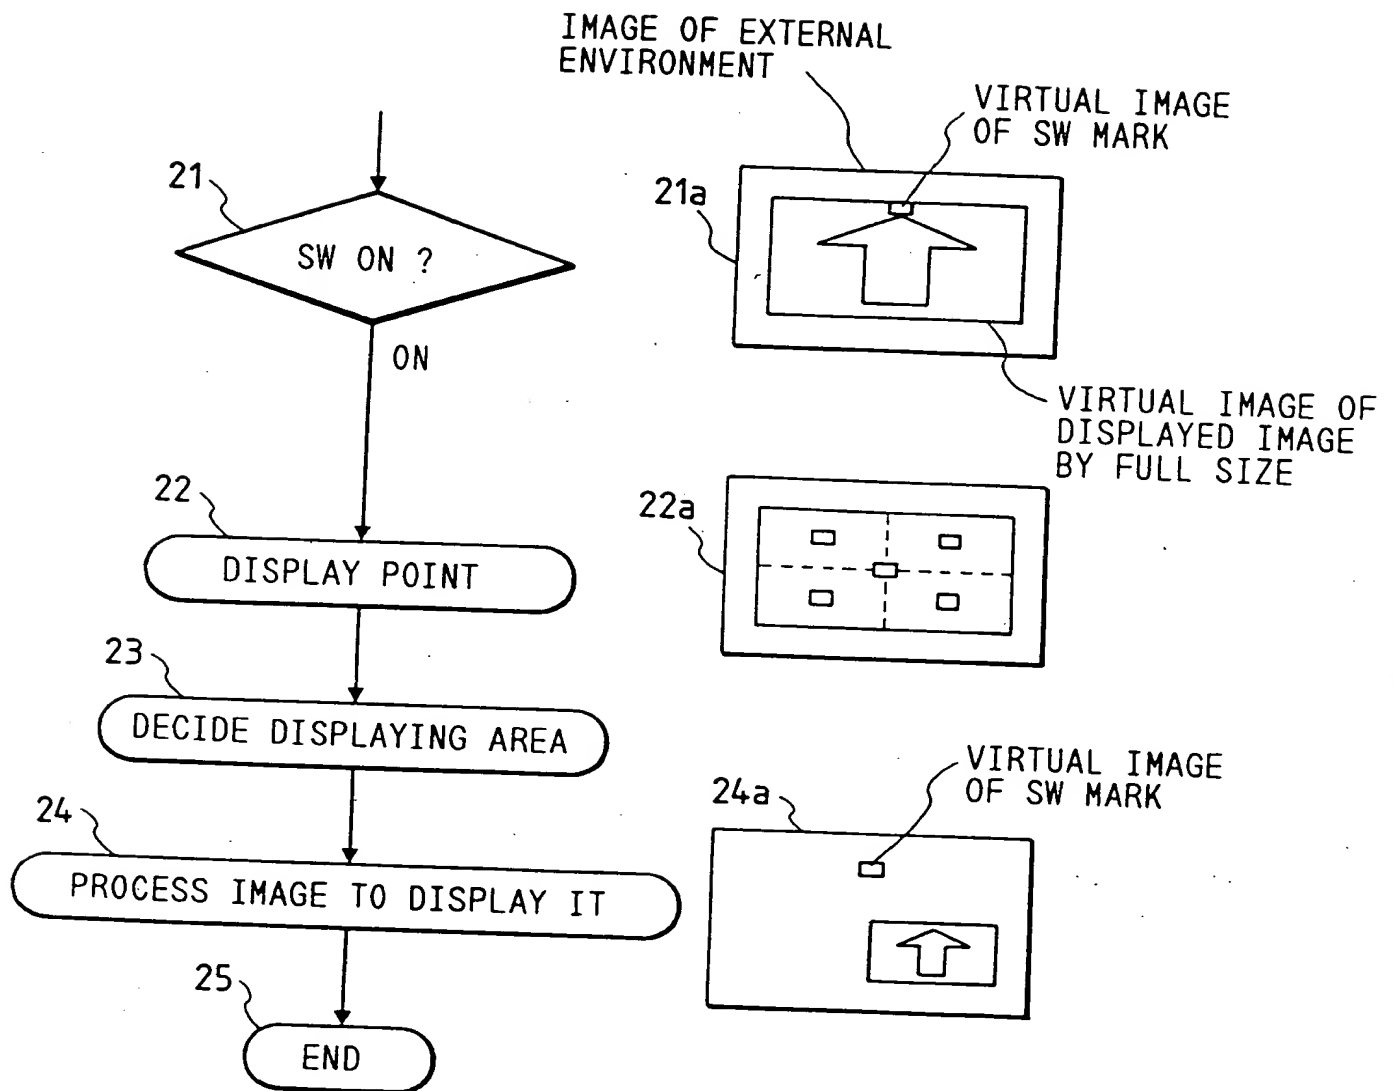 IMAGE OF EXTERNAL
ENVIRONMENT
VIRTUAL IMAGE
OF SW MARK
21
SW ON ?
21a
ON
VIRTUAL IMAGE OF
DISPLAYED IMAGE
BY FULL SIZE
22
DISPLAY POINT
22a
23
DECIDE DISPLAYING AREA
VIRTUAL IMAGE
OF SW MARK
24
24a
PROCESS IMAGE TO DISPLAY IT
25
END